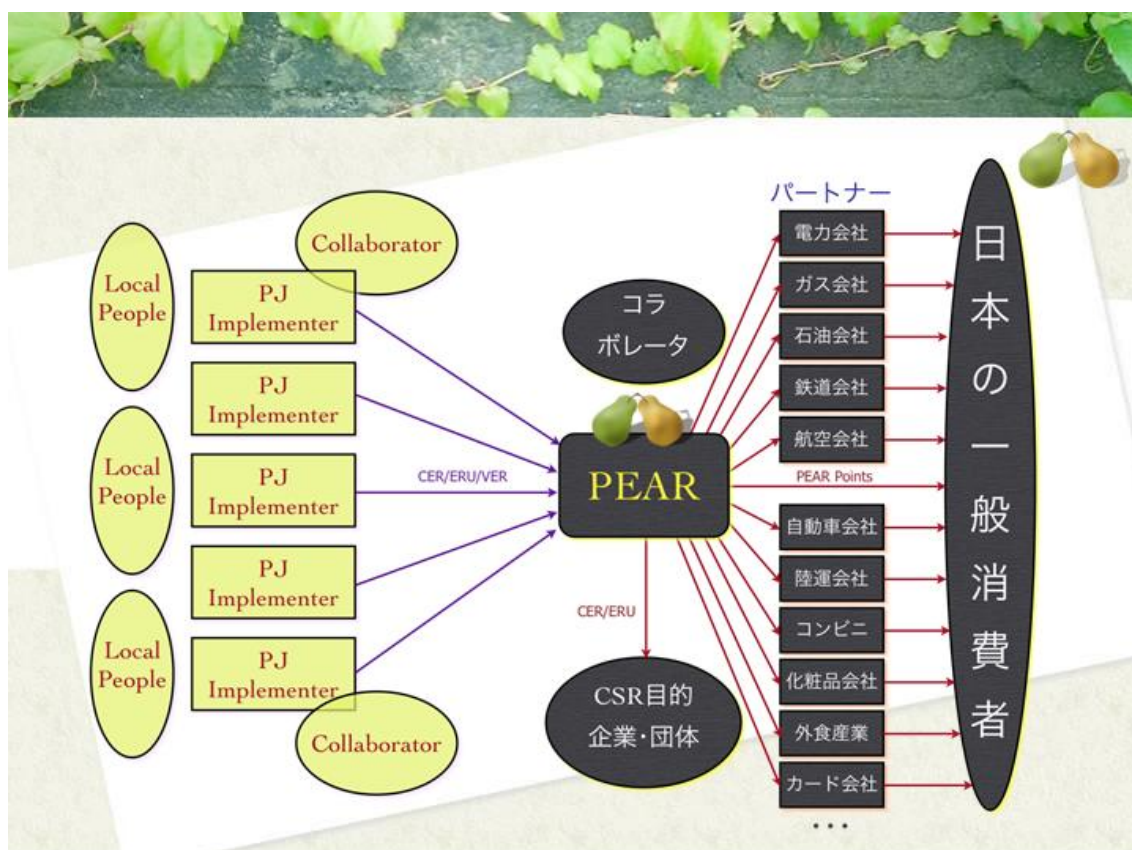 Local
People
Local
People
Local
People
Collaborator
PJ
Implementer
PJ
Implementer
PJ
Implementer
PJ
Implementer
PJ
Implementer
Collaborator
CER/ERU/VER
コラ
ボレータ
PEAR
CER/ERU
CSR目的
企業・団体
パートナー
電力会社
ガス会社
石油会社
鉄道会社
航空会社
PEAR Points
自動車会社
陸運会社
コンビニ
化粧品会社
外食産業
カード会社
・・・
日本の一般消費者